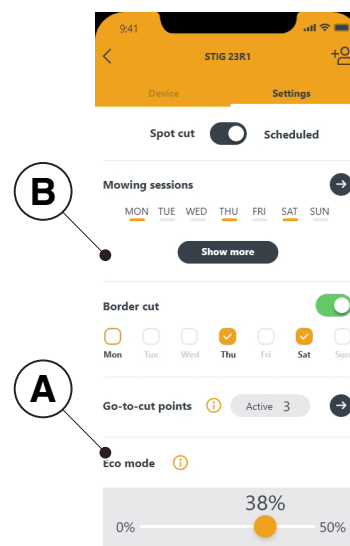 9:41
STIG 23R1
Device Settings
Spot cut Scheduled
B
Mowing sessions
MON TUE WED THU FRI SAT SUN
Show more
Border cut
Mon Tue Wed Thu Fri Sat Sun
A
Go-to-cut points Active 3
Eco mode
38%
0% 50%